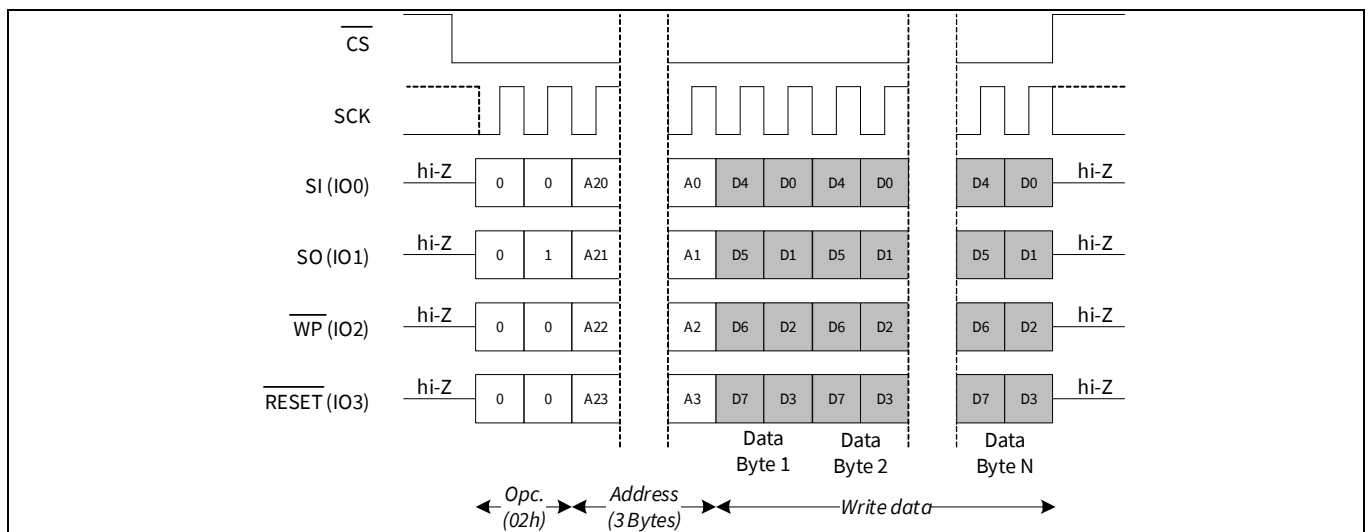 CS
SCK
hi-Z 0 0 A20 A0 D4 D0 D4 D0 D4 D0 hi-Z
SI (IO0)
hi-Z 0 1 A21 A1 D5 D1 D5 D1 D5 D1 hi-Z
SO (IO1)
hi-Z 0 0 A22 A2 D6 D2 D6 D2 D6 D2 hi-Z
WP (IO2)
hi-Z 0 0 A23 A3 D7 D3 D7 D3 D7 D3 hi-Z
RESET (IO3)
Data Data Data
Byte 1 Byte 2 Byte N
Opc. Address Write data
(02h) (3 Bytes)